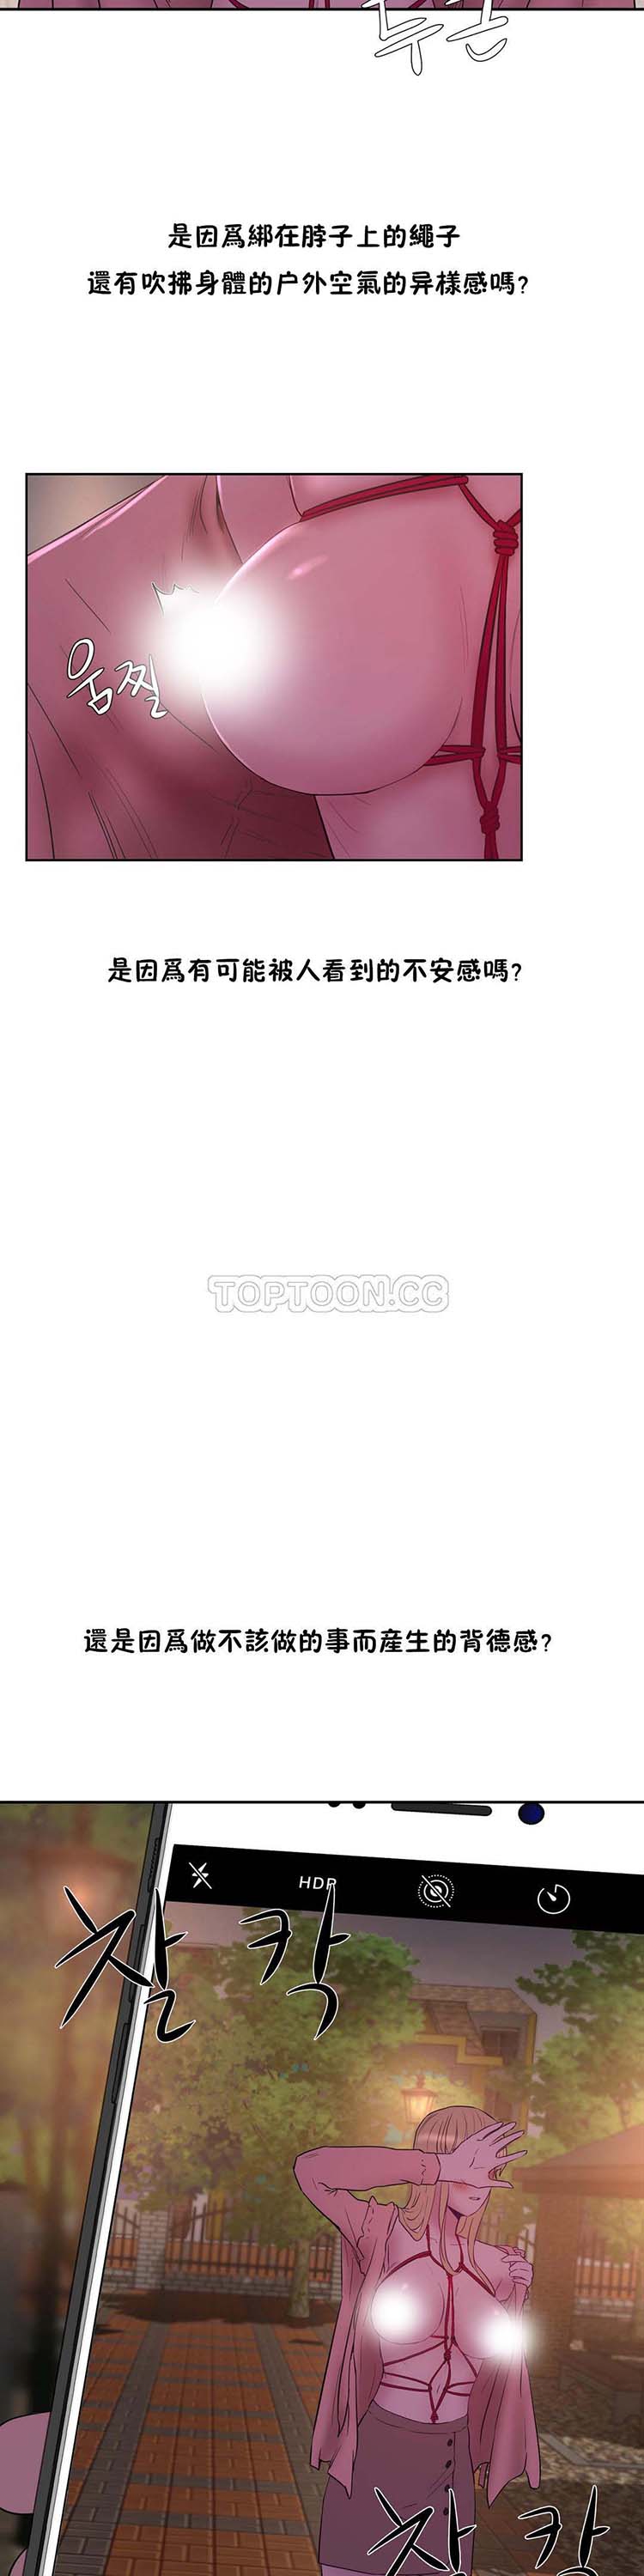 두근
是因爲綁在脖子上的繩子
還有吹拂身體的户外空氣的异樣感嗎?
움찔
是因爲有可能被人看到的不安感嗎?
TOPTOON.CC
還是因爲做不該做的事而産生的背德感?
HDR
찰칵
찰칵